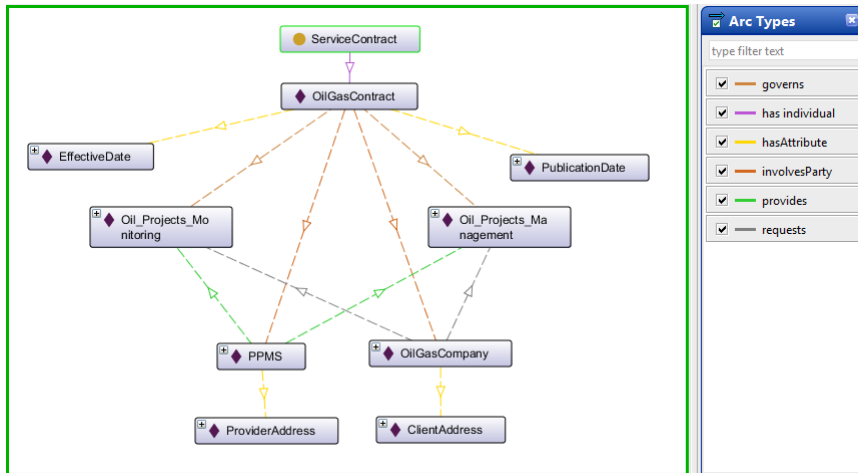 ServiceContract
OilGasContract
EffectiveDate
PublicationDate
Oil_Projects_Mo
nitoring
Oil_Projects_Ma
nagement
PPMS
OilGasCompany
ProviderAddress
ClientAddress
Arc Types
type filter text
governs
has individual
hasAttribute
involvesParty
provides
requests